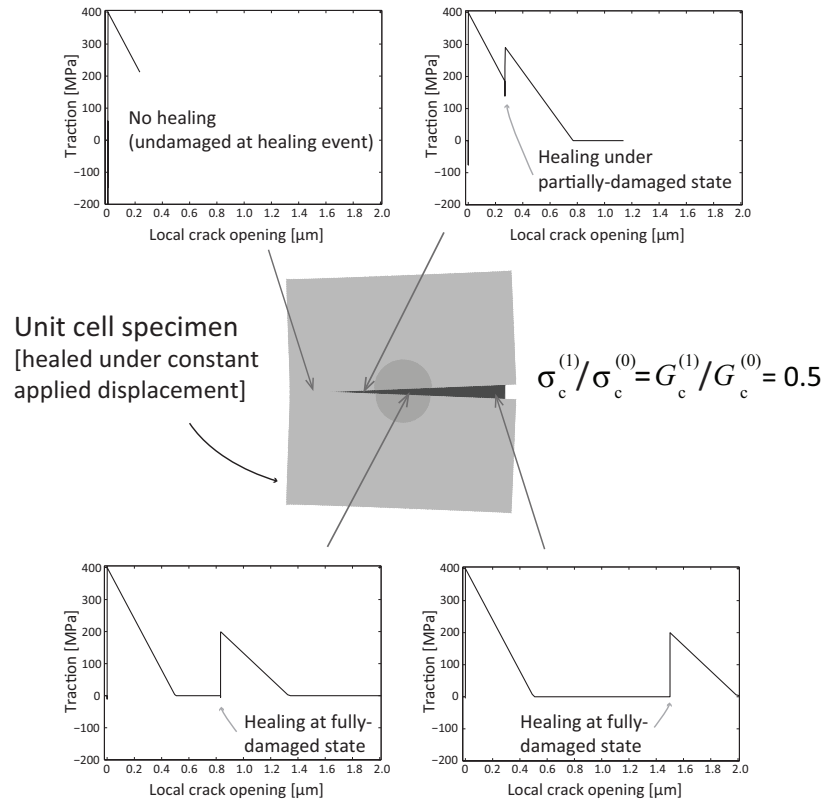 400
300
200
100
0
−100
−200
Traction [MPa]
No healing
(undamaged at healing event)
0 0.2 0.4 0.6 0.8 1.0 1.2 1.4 1.6 1.8 2.0
Local crack opening [μm]
400
300
200
100
0
−100
−200
Traction [MPa]
Healing under
partially-damaged state
0 0.2 0.4 0.6 0.8 1.0 1.2 1.4 1.6 1.8 2.0
Local crack opening [μm]
Unit cell specimen
[healed under constant
applied displacement]
σ_c^(1)/σ_c^(0)=G_c^(1)/G_c^(0)= 0.5
400
300
200
100
0
−100
−200
Traction [MPa]
Healing at fully-
damaged state
0 0.2 0.4 0.6 0.8 1.0 1.2 1.4 1.6 1.8 2.0
Local crack opening [μm]
400
300
200
100
0
−100
−200
Traction [MPa]
Healing at fully-
damaged state
0 0.2 0.4 0.6 0.8 1.0 1.2 1.4 1.6 1.8 2.0
Local crack opening [μm]